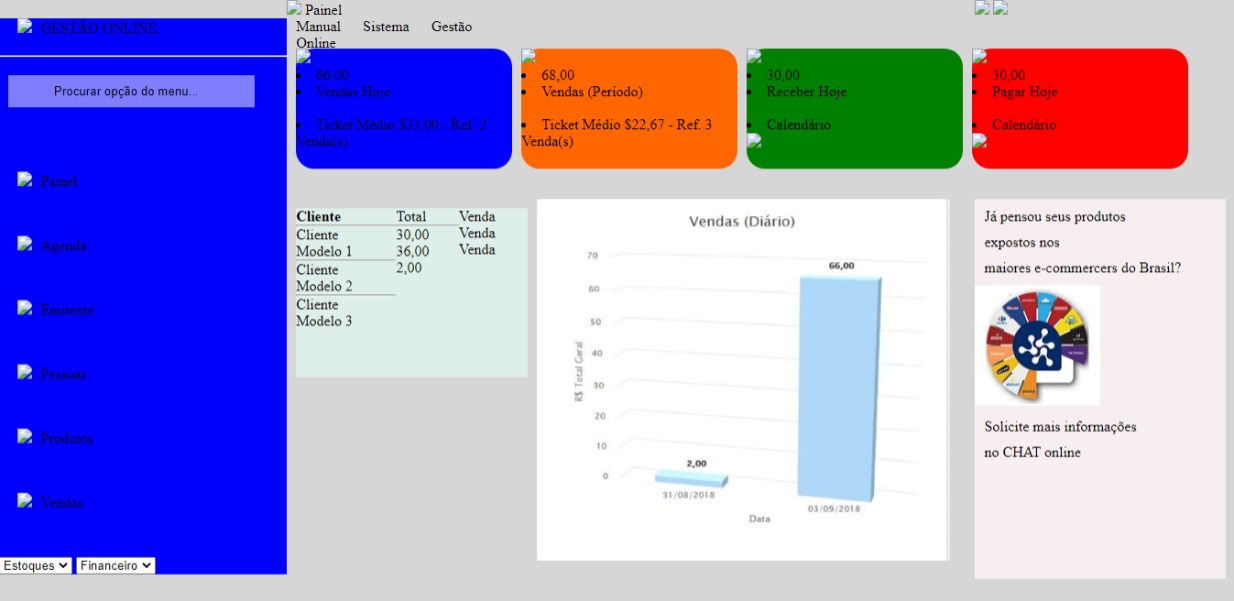 GESTÃO ONLINE
Procurar opção do menu...
Painel
Agenda
Emitente
Pessoas
Produtos
Vendas
Estoques Financeiro
Painel
Manual Online
Sistema
Gestão
66,00
Vendas Hoje
Ticket Médio $33,00 - Ref. 2
Venda(s)
68,00
Vendas (Período)
Ticket Médio $22,67 - Ref. 3
Venda(s)
30,00
Receber Hoje
Calendário
30,00
Pagar Hoje
Calendário
Cliente Total Venda
Cliente 30,00 Venda
Modelo 1 36,00 Venda
Cliente 2,00
Modelo 2
Cliente
Modelo 3
Vendas (Diário)
70
60
50
40
30
20
10
0
R$ Total Geral
66,00
2,00
31/08/2018
03/09/2018
Data
Já pensou seus produtos
expostos nos
maiores e-commercers do Brasil?
Solicite mais informações
no CHAT online